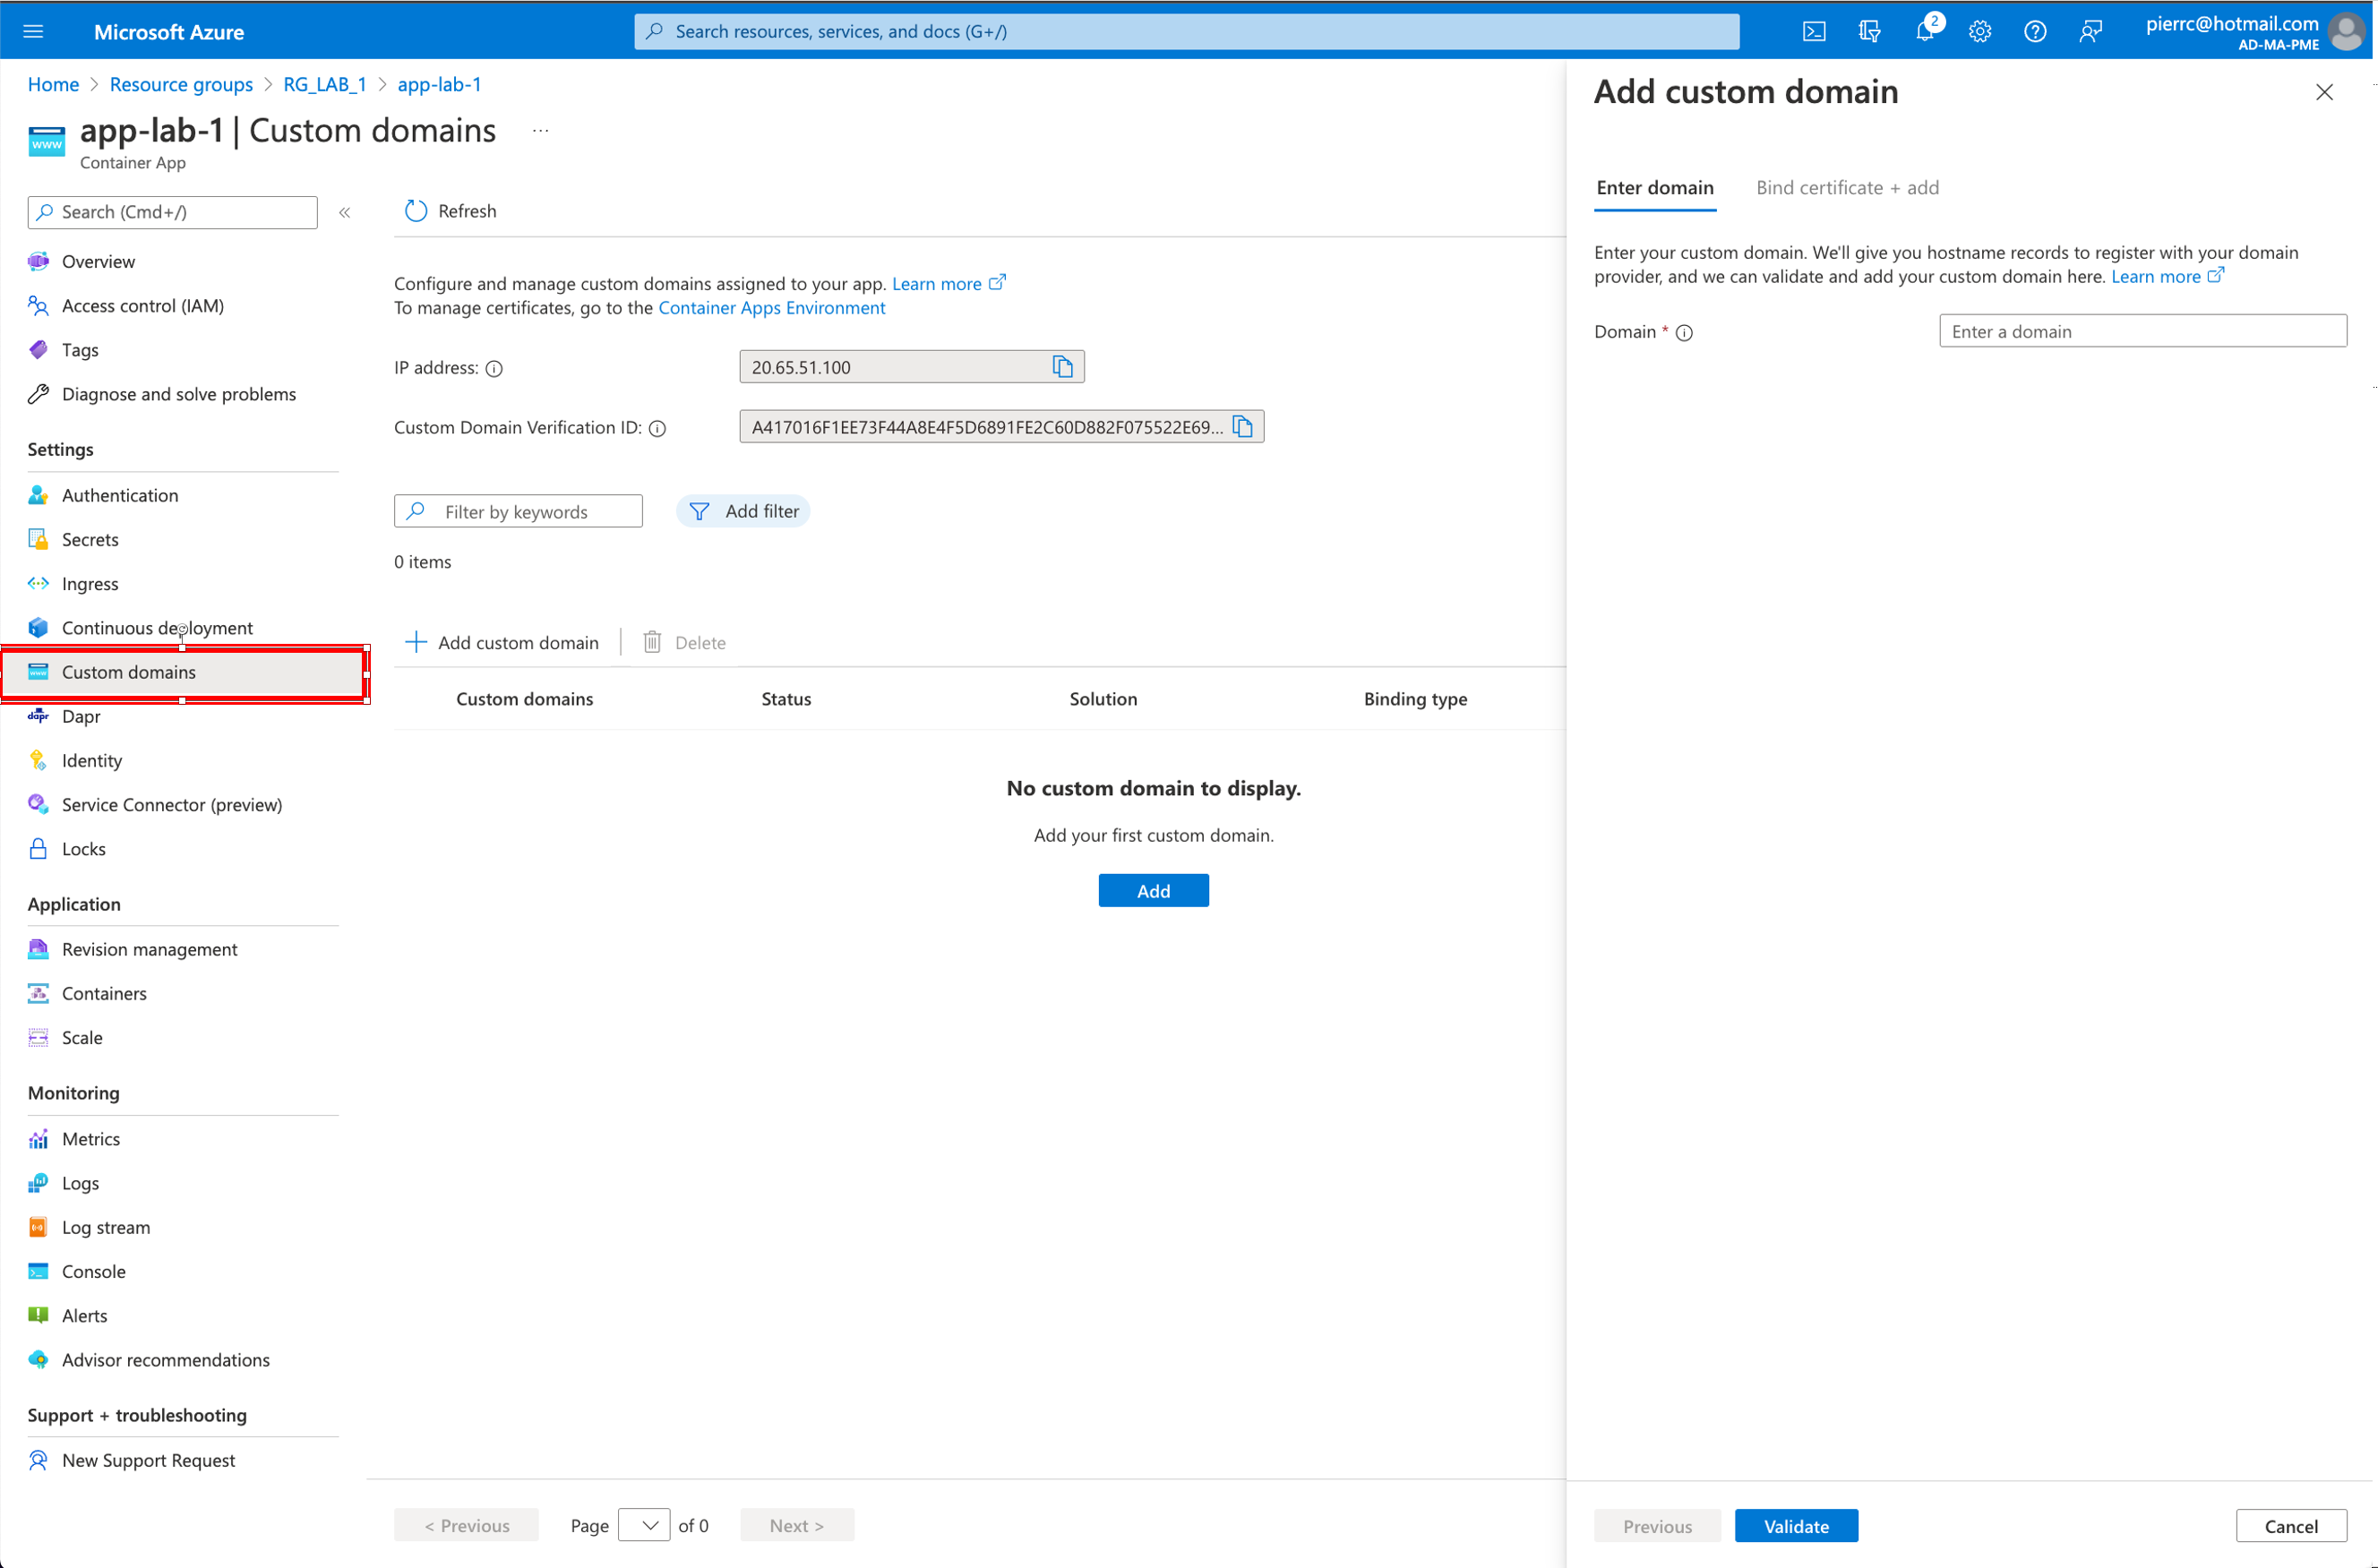 Microsoft Azure
Search resources, services, and docs (G+/)
2
pierrc@hotmail.com
AD-MA-PME
Home > Resource groups > RG_LAB_1 > app-lab-1
www
app-lab-1 | Custom domains ...
Container App
Search (Cmd+/)
«
Overview
Access control (IAM)
Tags
Diagnose and solve problems
Settings
Authentication
Secrets
Ingress
Continuous deployment
Custom domains
dapr Dapr
Identity
Service Connector (preview)
Locks
Application
Revision management
Containers
Scale
Monitoring
Metrics
Logs
Log stream
Console
Alerts
Advisor recommendations
Support + troubleshooting
New Support Request
Refresh
Configure and manage custom domains assigned to your app. Learn more
To manage certificates, go to the Container Apps Environment
IP address:
20.65.51.100
Custom Domain Verification ID:
A417016F1EE73F44A8E4F5D6891FE2C60D882F075522E69...
Filter by keywords
Add filter
0 items
Add custom domain
Delete
Custom domains Status Solution Binding type
No custom domain to display.
Add your first custom domain.
Add
< Previous
Page
of 0
Next >
Add custom domain
Enter domain
Bind certificate + add
Enter your custom domain. We'll give you hostname records to register with your domain
provider, and we can validate and add your custom domain here. Learn more
Domain *
Enter a domain
Previous
Validate
Cancel